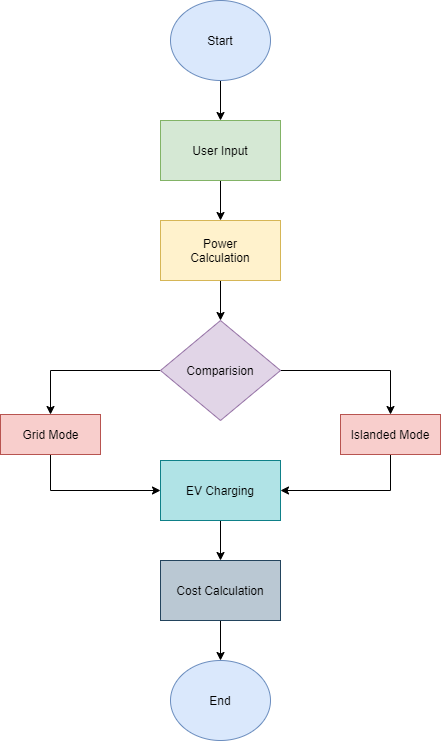 Start
User Input
Power
Calculation
Comparision
Grid Mode
Islanded Mode
EV Charging
Cost Calculation
End